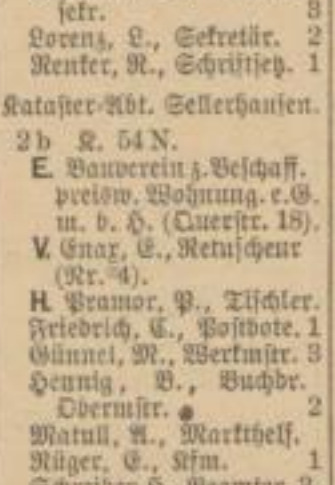 sekr. 3
Lorenz, L., Sekretär. 2
Renker, R., Schriftsetz. 1
Kataster-Abt. Sellerhausen.
2b K. 54 N.
E. Bauverein z. Beschaff.
preisw. Wohnung. e. G.
m. b. H. (Querstr. 18).
V. Enax, E., Retuscheur
(Nr. 4).
H. Pramor, P., Tischler.
Friedrich, C., Postbote. 1
Günnel, M., Werkmstr. 3
Hennig, B., Buchdr.
Obermstr. 2
Matull, A., Markthelf.
Rüger, E., Kfm. 1